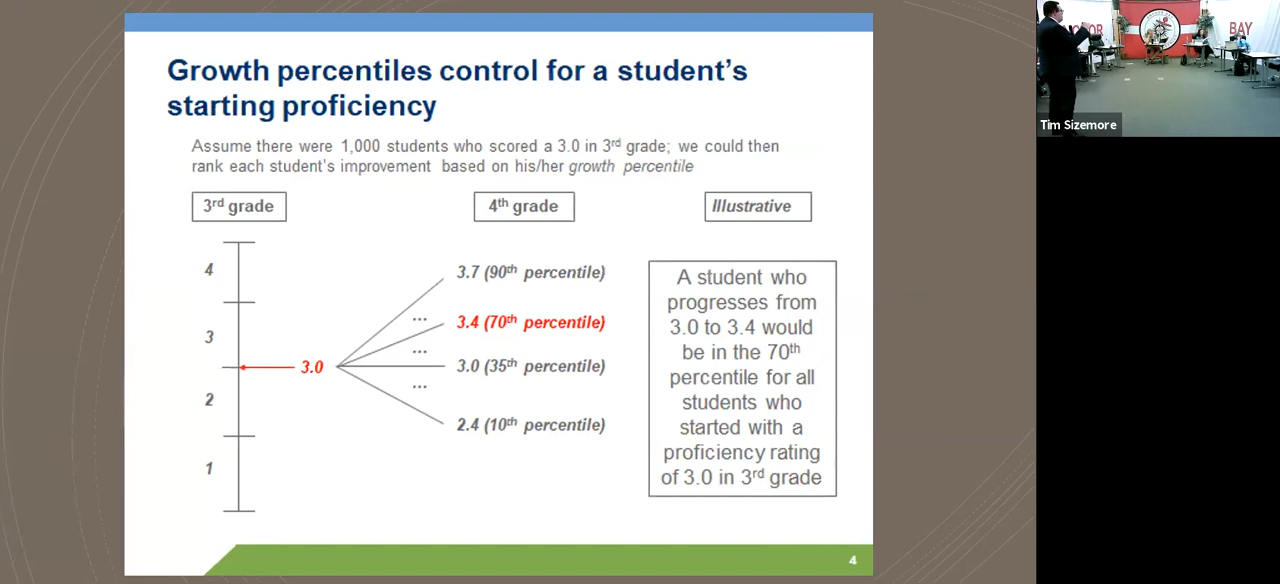 Growth percentiles control for a student's
starting proficiency
Assume there were 1,000 students who scored a 3.0 in 3rd grade; we could then
rank each student's improvement based on his/her growth percentile
3rd grade
4th grade
Illustrative
4
3
2
1
3.0
3.7 (90th percentile)
...
3.4 (70th percentile)
...
3.0 (35th percentile)
...
2.4 (10th percentile)
A student who
progresses from
3.0 to 3.4 would
be in the 70th
percentile for all
students who
started with a
proficiency rating
of 3.0 in 3rd grade
4
BAY
Tim Sizemore